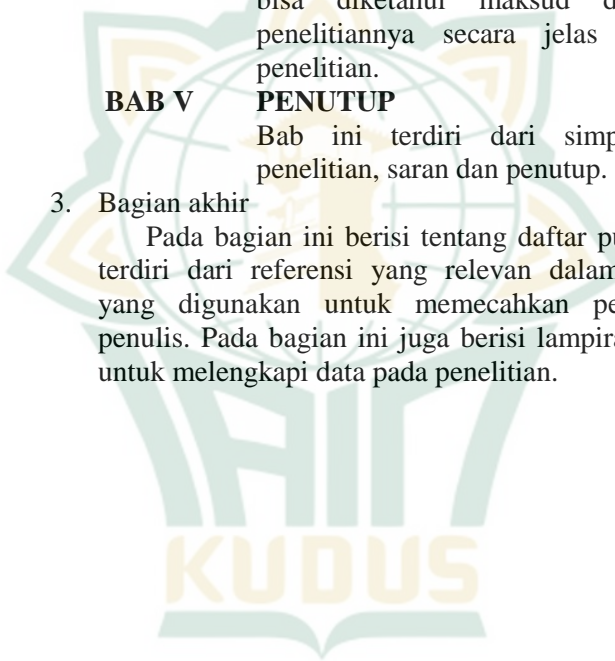 bisa diketahui maksud d
penelitiannya secara jelas
penelitian.
BAB V PENUTUP
Bab ini terdiri dari simp
penelitian, saran dan penutup.
3. Bagian akhir
Pada bagian ini berisi tentang daftar pu
terdiri dari referensi yang relevan dalam
yang digunakan untuk memecahkan pe
penulis. Pada bagian ini juga berisi lampira
untuk melengkapi data pada penelitian.
KUDUS